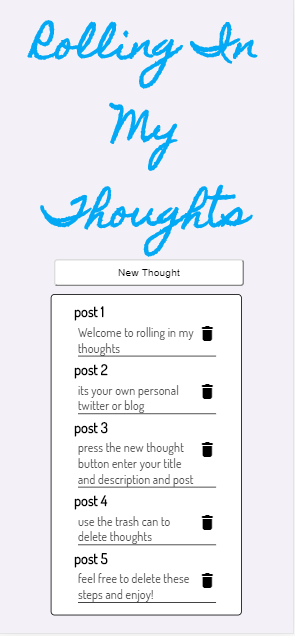 Rolling In
My
Thoughts
New Thought
post 1
Welcome to rolling in my
thoughts
post 2
its your own personal
twitter or blog
post 3
press the new thought
button enter your title
and description and post
post 4
use the trash can to
delete thoughts
post 5
feel free to delete these
steps and enjoy!